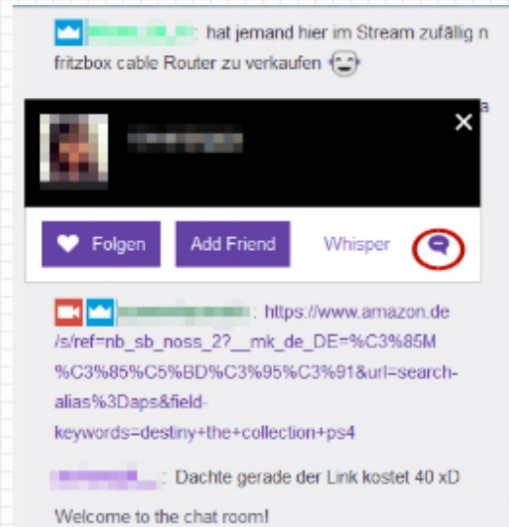 : hat jemand hier im Stream zufällig n
fritzbox cable Router zu verkaufen
a
Folgen
Add Friend
Whisper
: https://www.amazon.de
/s/ref=nb_sb_noss_2?__mk_de_DE=%C3%85M
%C3%85%C5%BD%C3%95%C3%91&url=search-
alias%3Daps&field-
keywords=destiny+the+collection+ps4
: Dachte gerade der Link kostet 40 xD
Welcome to the chat room!